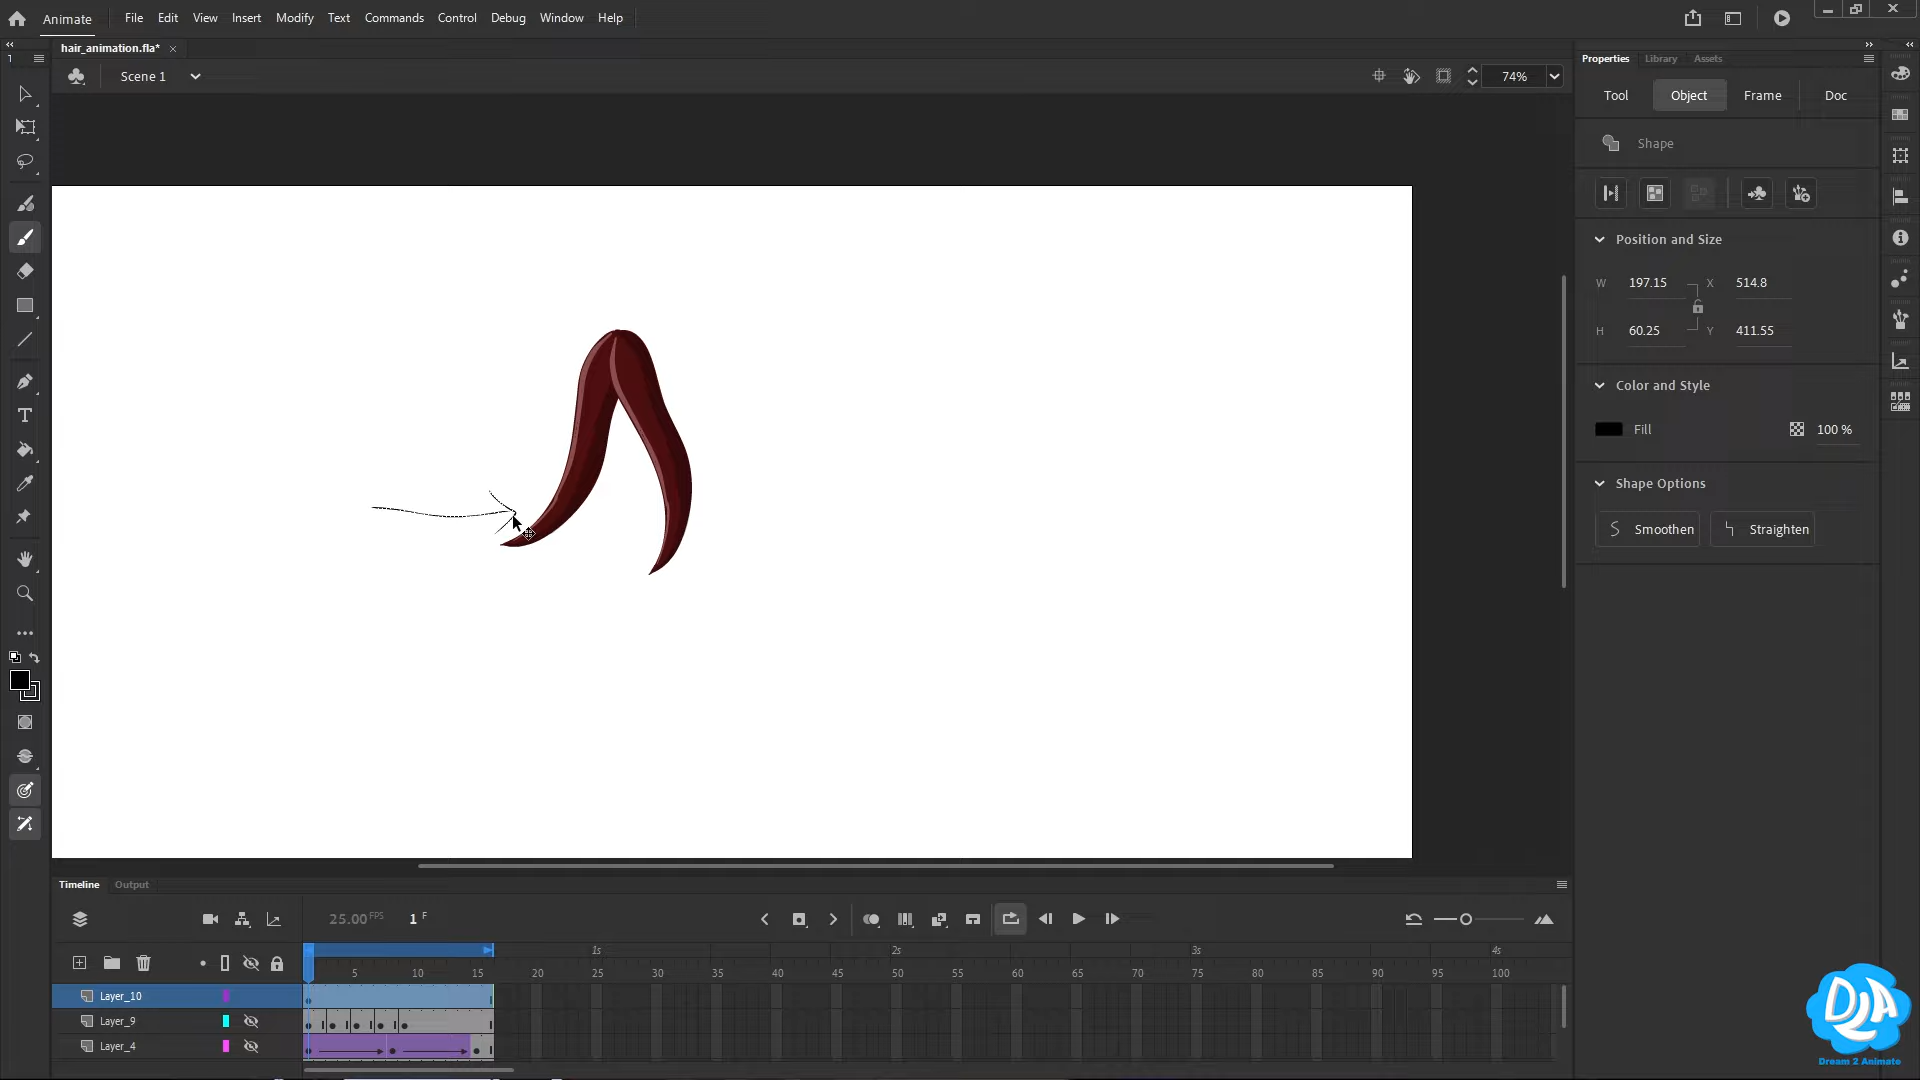 Animate File Edit View Insert Modify Text Commands Control Debug Window Help
hair_animation.fla*
Scene 1 74%
1
Properties Library Assets
Tool Object Frame Doc
Shape
Position and Size
W 197.15 X 514.8
H 60.25 Y 411.55
Color and Style
Fill 100 %
Shape Options
Smoothen Straighten
T
Timeline Output
25.00 FPS 1 F
1s 2s 3s 4s
5 10 15 20 25 30 35 40 45 50 55 60 65 70 75 80 85 90 95 100
Layer_10
Layer_9
Layer_4
D2A
Dream 2 Animate